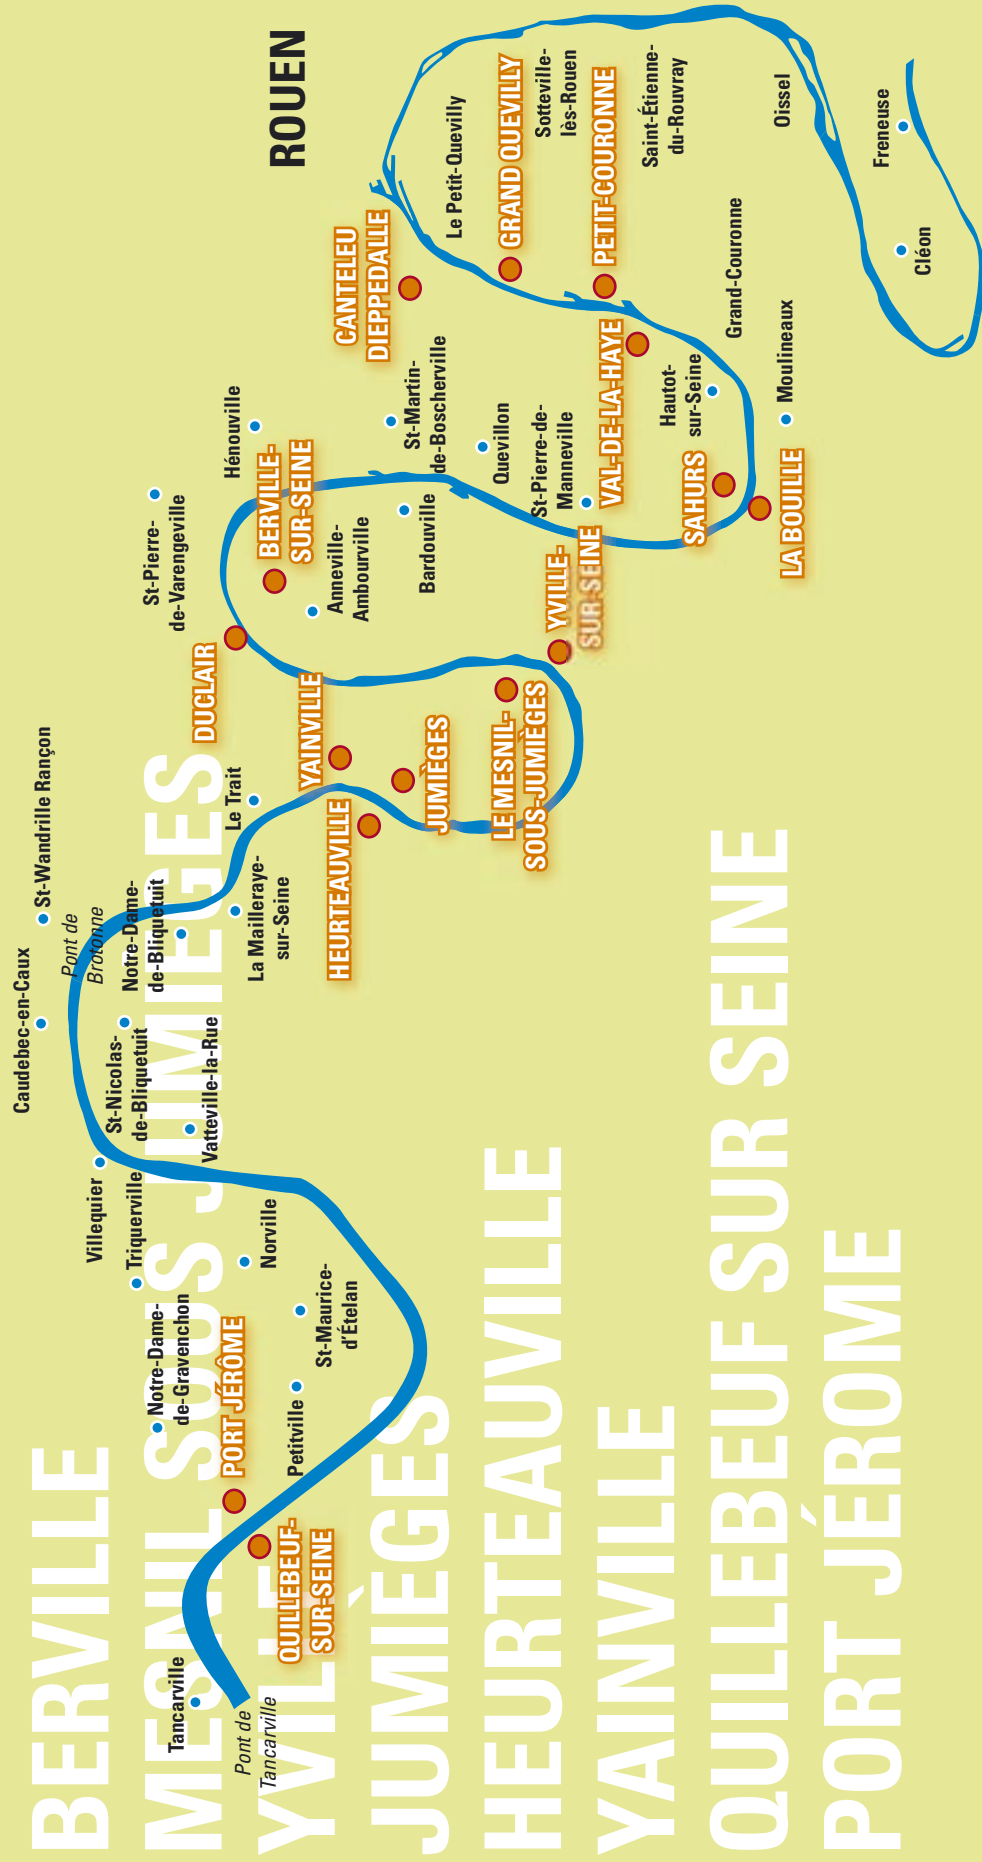 BERVILLE
MESNIL SOUS JUMIÈGES
YVILLE
JUMIÈGES
HEURTEAUVILLE
YAINVILLE
QUILLEBEUF SUR SEINE
PORT JÉROME
Tancarville
Pont de
Tancarville
QUILLEBEUF-
SUR-SEINE
PORT JÉRÔME
Notre-Dame-
de-Gravenchon
Petitville
St-Maurice-
d'Ételan
Triquerville
Norville
Villequier
Vatteville-la-Rue
St-Nicolas-
de-Bliquetuit
Caudebec-en-Caux
Pont de
Brotonne
Notre-Dame-
de-Bliquetuit
St-Wandrille Rançon
La Mailleraye-
sur-Seine
Le Trait
HEURTEAUVILLE
YAINVILLE
JUMIÈGES
LE MESNIL-
SOUS-JUMIÈGES
DUCLAIR
St-Pierre-
de-Varengeville
Anneville-
Ambourville
BERVILLE-
SUR-SEINE
Hénouville
Bardouville
YVILLE-
SUR-SEINE
St-Martin-
de-Boscherville
Quevillon
St-Pierre-de-
Manneville
SAHURS
LA BOUILLE
VAL-DE-LA-HAYE
Hautot-
sur-Seine
Moulineaux
Grand-Couronne
CANTELEU
DIEPPEDALLE
Le Petit-Quevilly
GRAND QUEVILLY
PETIT-COURONNE
ROUEN
Sotteville-
lès-Rouen
Saint-Étienne-
du-Rouvray
Oissel
Cléon
Freneuse